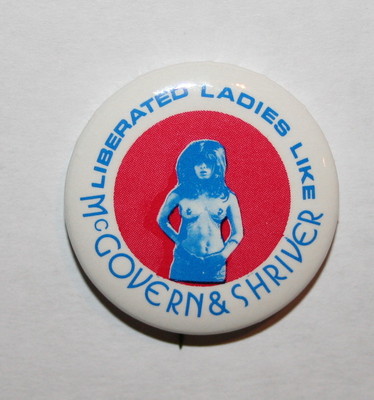 LIBERATED LADIES LIKE
McGOVERN & SHRIVER